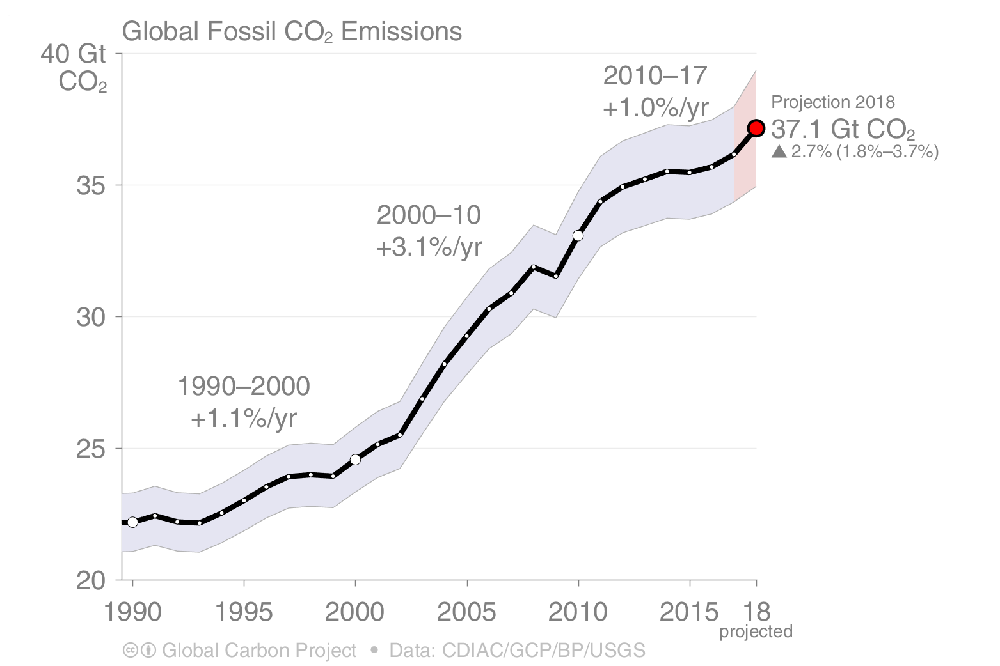 Global Fossil CO₂ Emissions
40 Gt
CO₂
2010–17
+1.0%/yr
Projection 2018
37.1 Gt CO₂
▲ 2.7% (1.8%–3.7%)
35
2000–10
+3.1%/yr
30
1990–2000
+1.1%/yr
25
20
1990 1995 2000 2005 2010 2015 18
projected
cc Global Carbon Project • Data: CDIAC/GCP/BP/USGS